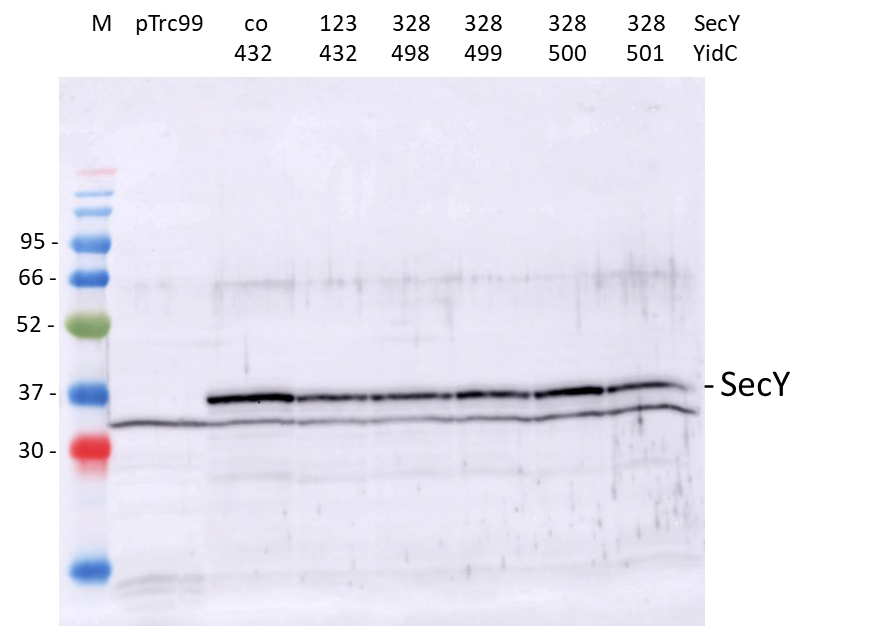 M pTrc99 co 123 328 328 328 328 SecY
432 432 498 499 500 501 YidC
95 -
66 -
52 -
37 -
- SecY
30 -